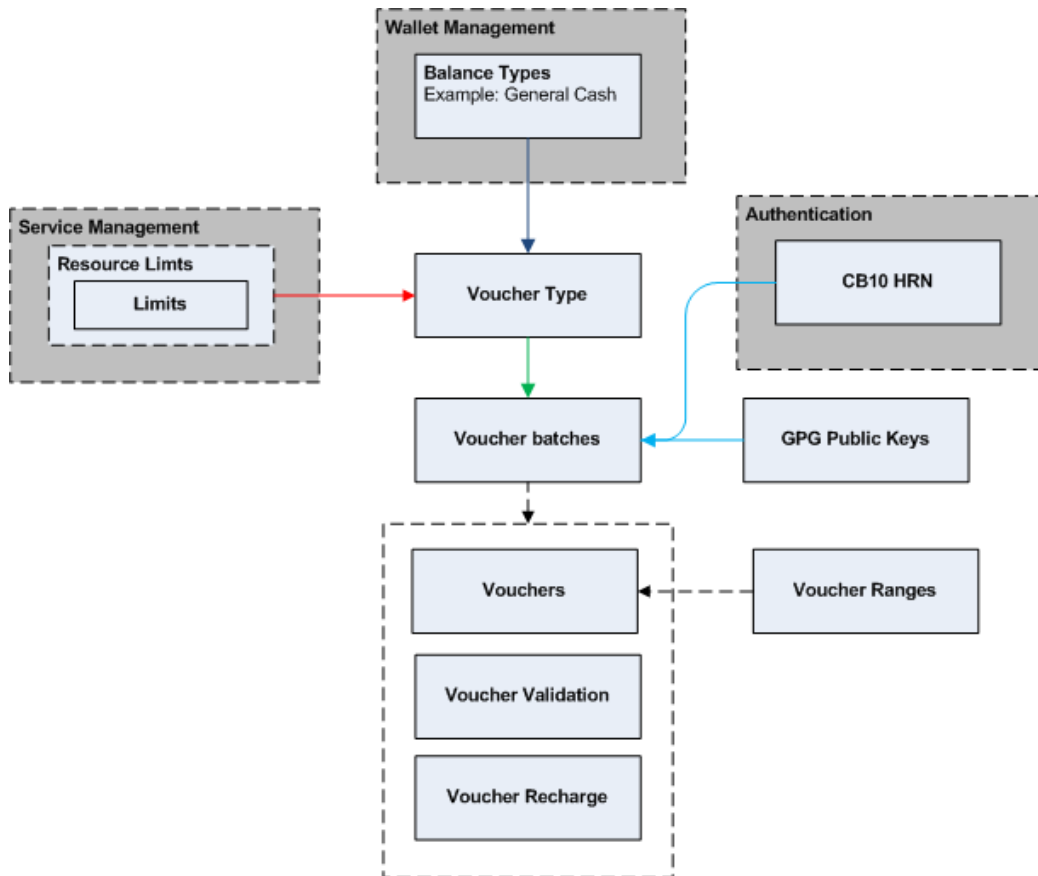 Wallet Management
Balance Types
Example: General Cash
Service Management
Resource Limts
Limits
Voucher Type
Authentication
CB10 HRN
Voucher batches
GPG Public Keys
Vouchers
Voucher Ranges
Voucher Validation
Voucher Recharge